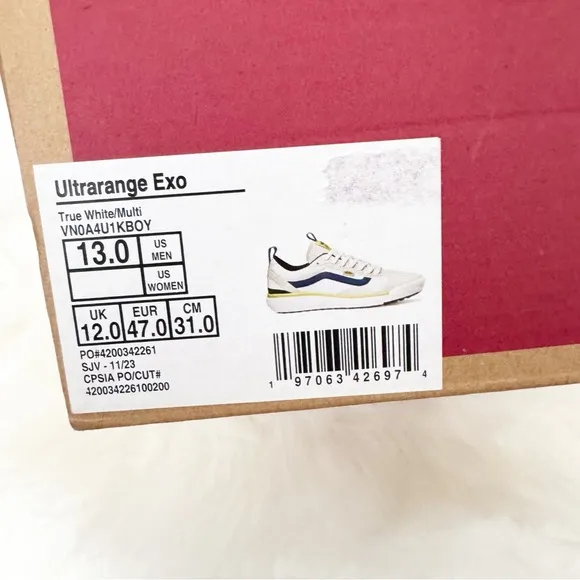 Ultrarange Exo
True White/Multi
VN0A4U1KBOY
13.0 US MEN
US WOMEN
UK EUR CM
12.0 47.0 31.0
PO#4200342261
SJV - 11/23
CPSIA PO/CUT#
420034226100200
1 97063 42697 4